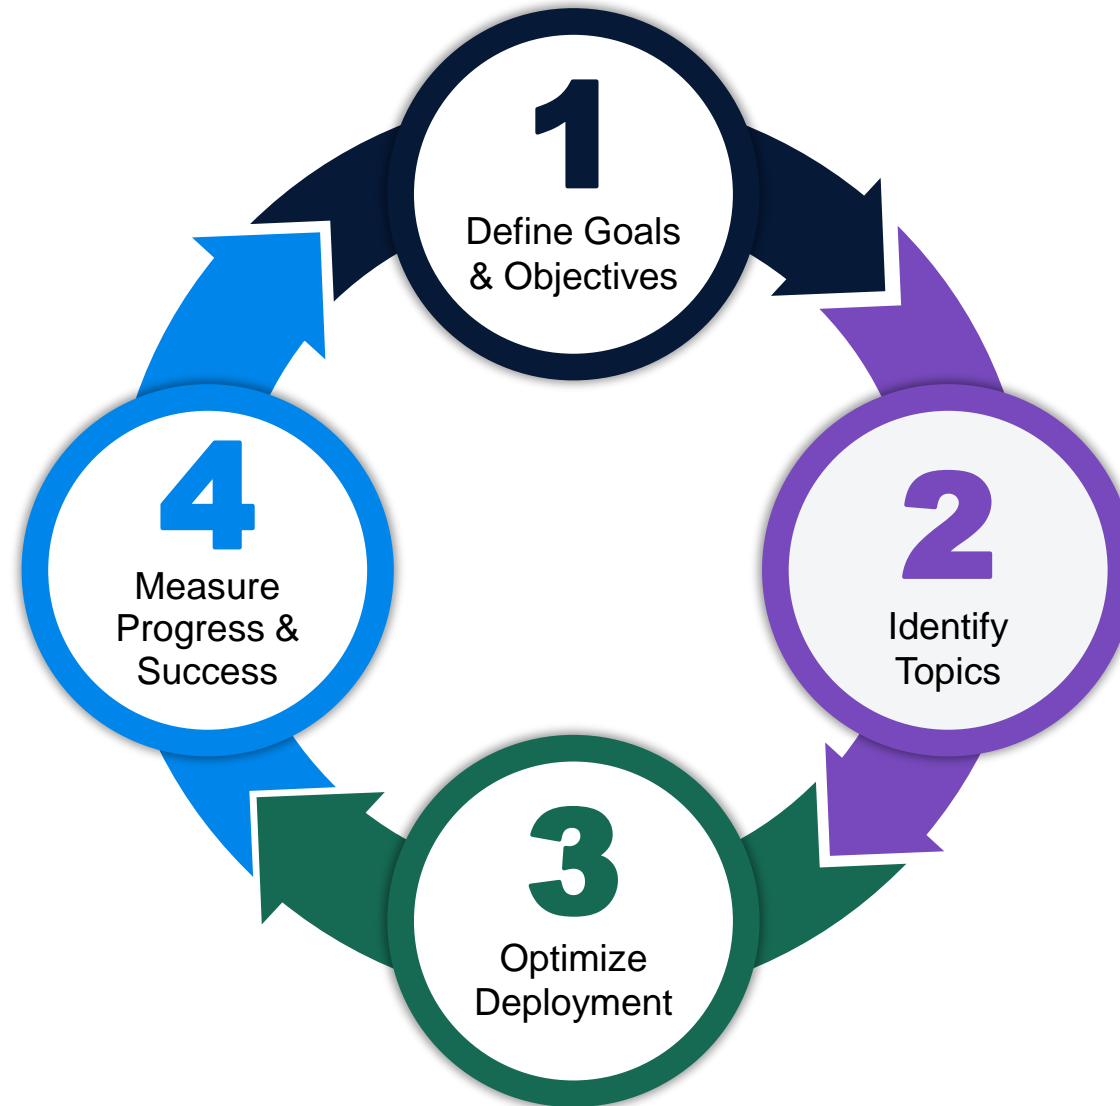 1
Define Goals
& Objectives
2
Identify
Topics
3
Optimize
Deployment
4
Measure
Progress &
Success